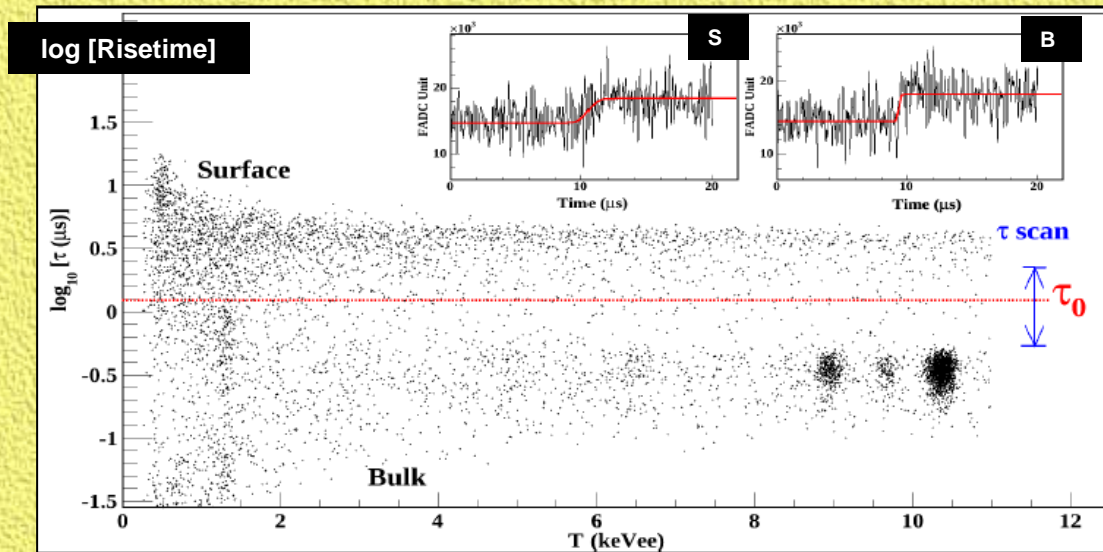 log [Risetime]
S
B
×10³
FADC Unit
20
10
0
10
20
Time (μs)
×10³
FADC Unit
20
10
0
10
20
Time (μs)
log₁₀ [τ (μs)]
1.5
1
0.5
0
-0.5
-1
-1.5
Surface
Bulk
τ scan
τ₀
0
2
4
6
8
10
12
T (keVee)